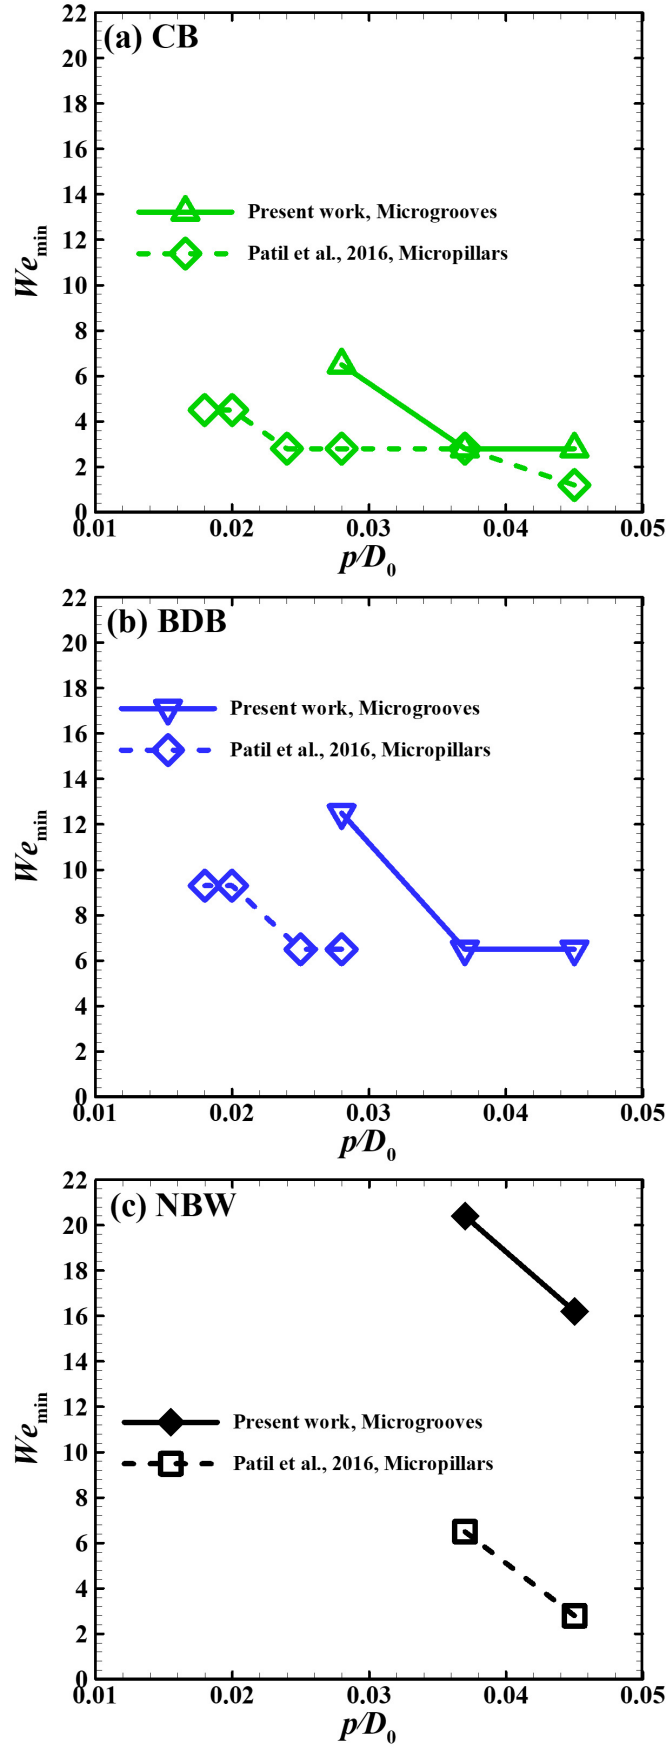 (a) CB
22
20
18
16
14
12
10
8
6
4
2
0
We_min
Present work, Microgrooves
Patil et al., 2016, Micropillars
0.01 0.02 0.03 0.04 0.05
p/D_0
(b) BDB
22
20
18
16
14
12
10
8
6
4
2
0
We_min
Present work, Microgrooves
Patil et al., 2016, Micropillars
0.01 0.02 0.03 0.04 0.05
p/D_0
(c) NBW
22
20
18
16
14
12
10
8
6
4
2
0
We_min
Present work, Microgrooves
Patil et al., 2016, Micropillars
0.01 0.02 0.03 0.04 0.05
p/D_0